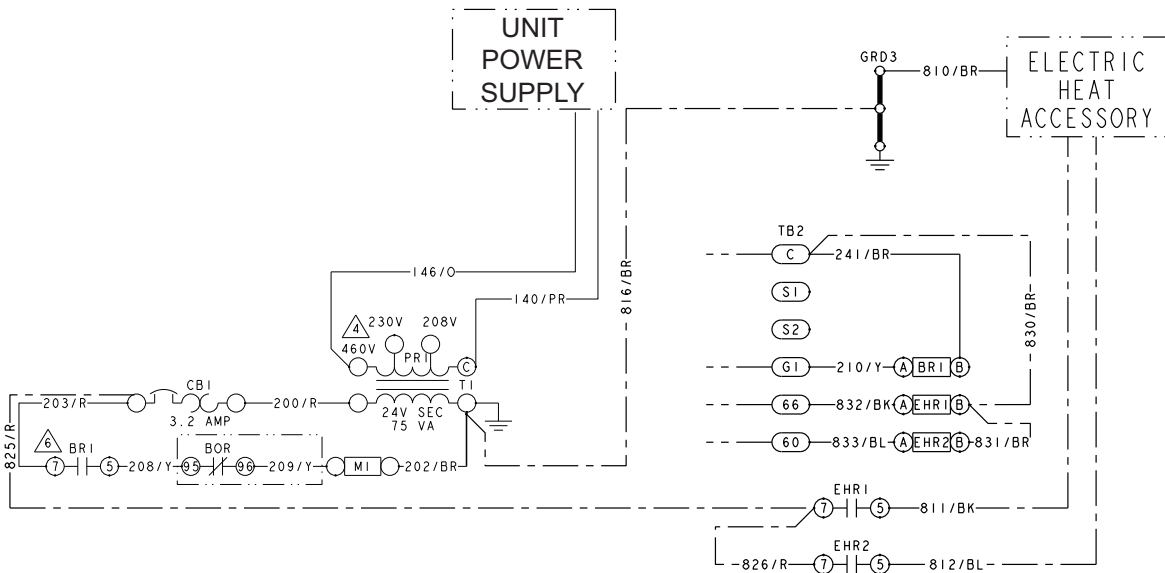 UNIT
POWER
SUPPLY
GRD3
810/BR
ELECTRIC
HEAT
ACCESSORY
TB2
C
241/BR
146/O
140/PR
816/BR
830/BR
S1
S2
4
230V
208V
460V
PR1
C
T1
G1
210/Y
A
BR1
B
203/R
CB1
3.2 AMP
200/R
24V SEC
75 VA
66
832/BK
A
EHR1
B
825/R
6
BR1
BOR
60
833/BL
A
EHR2
B
831/BR
7
5
208/Y
95
96
209/Y
M1
202/BR
EHR1
7
5
811/BK
EHR2
826/R
7
5
812/BL